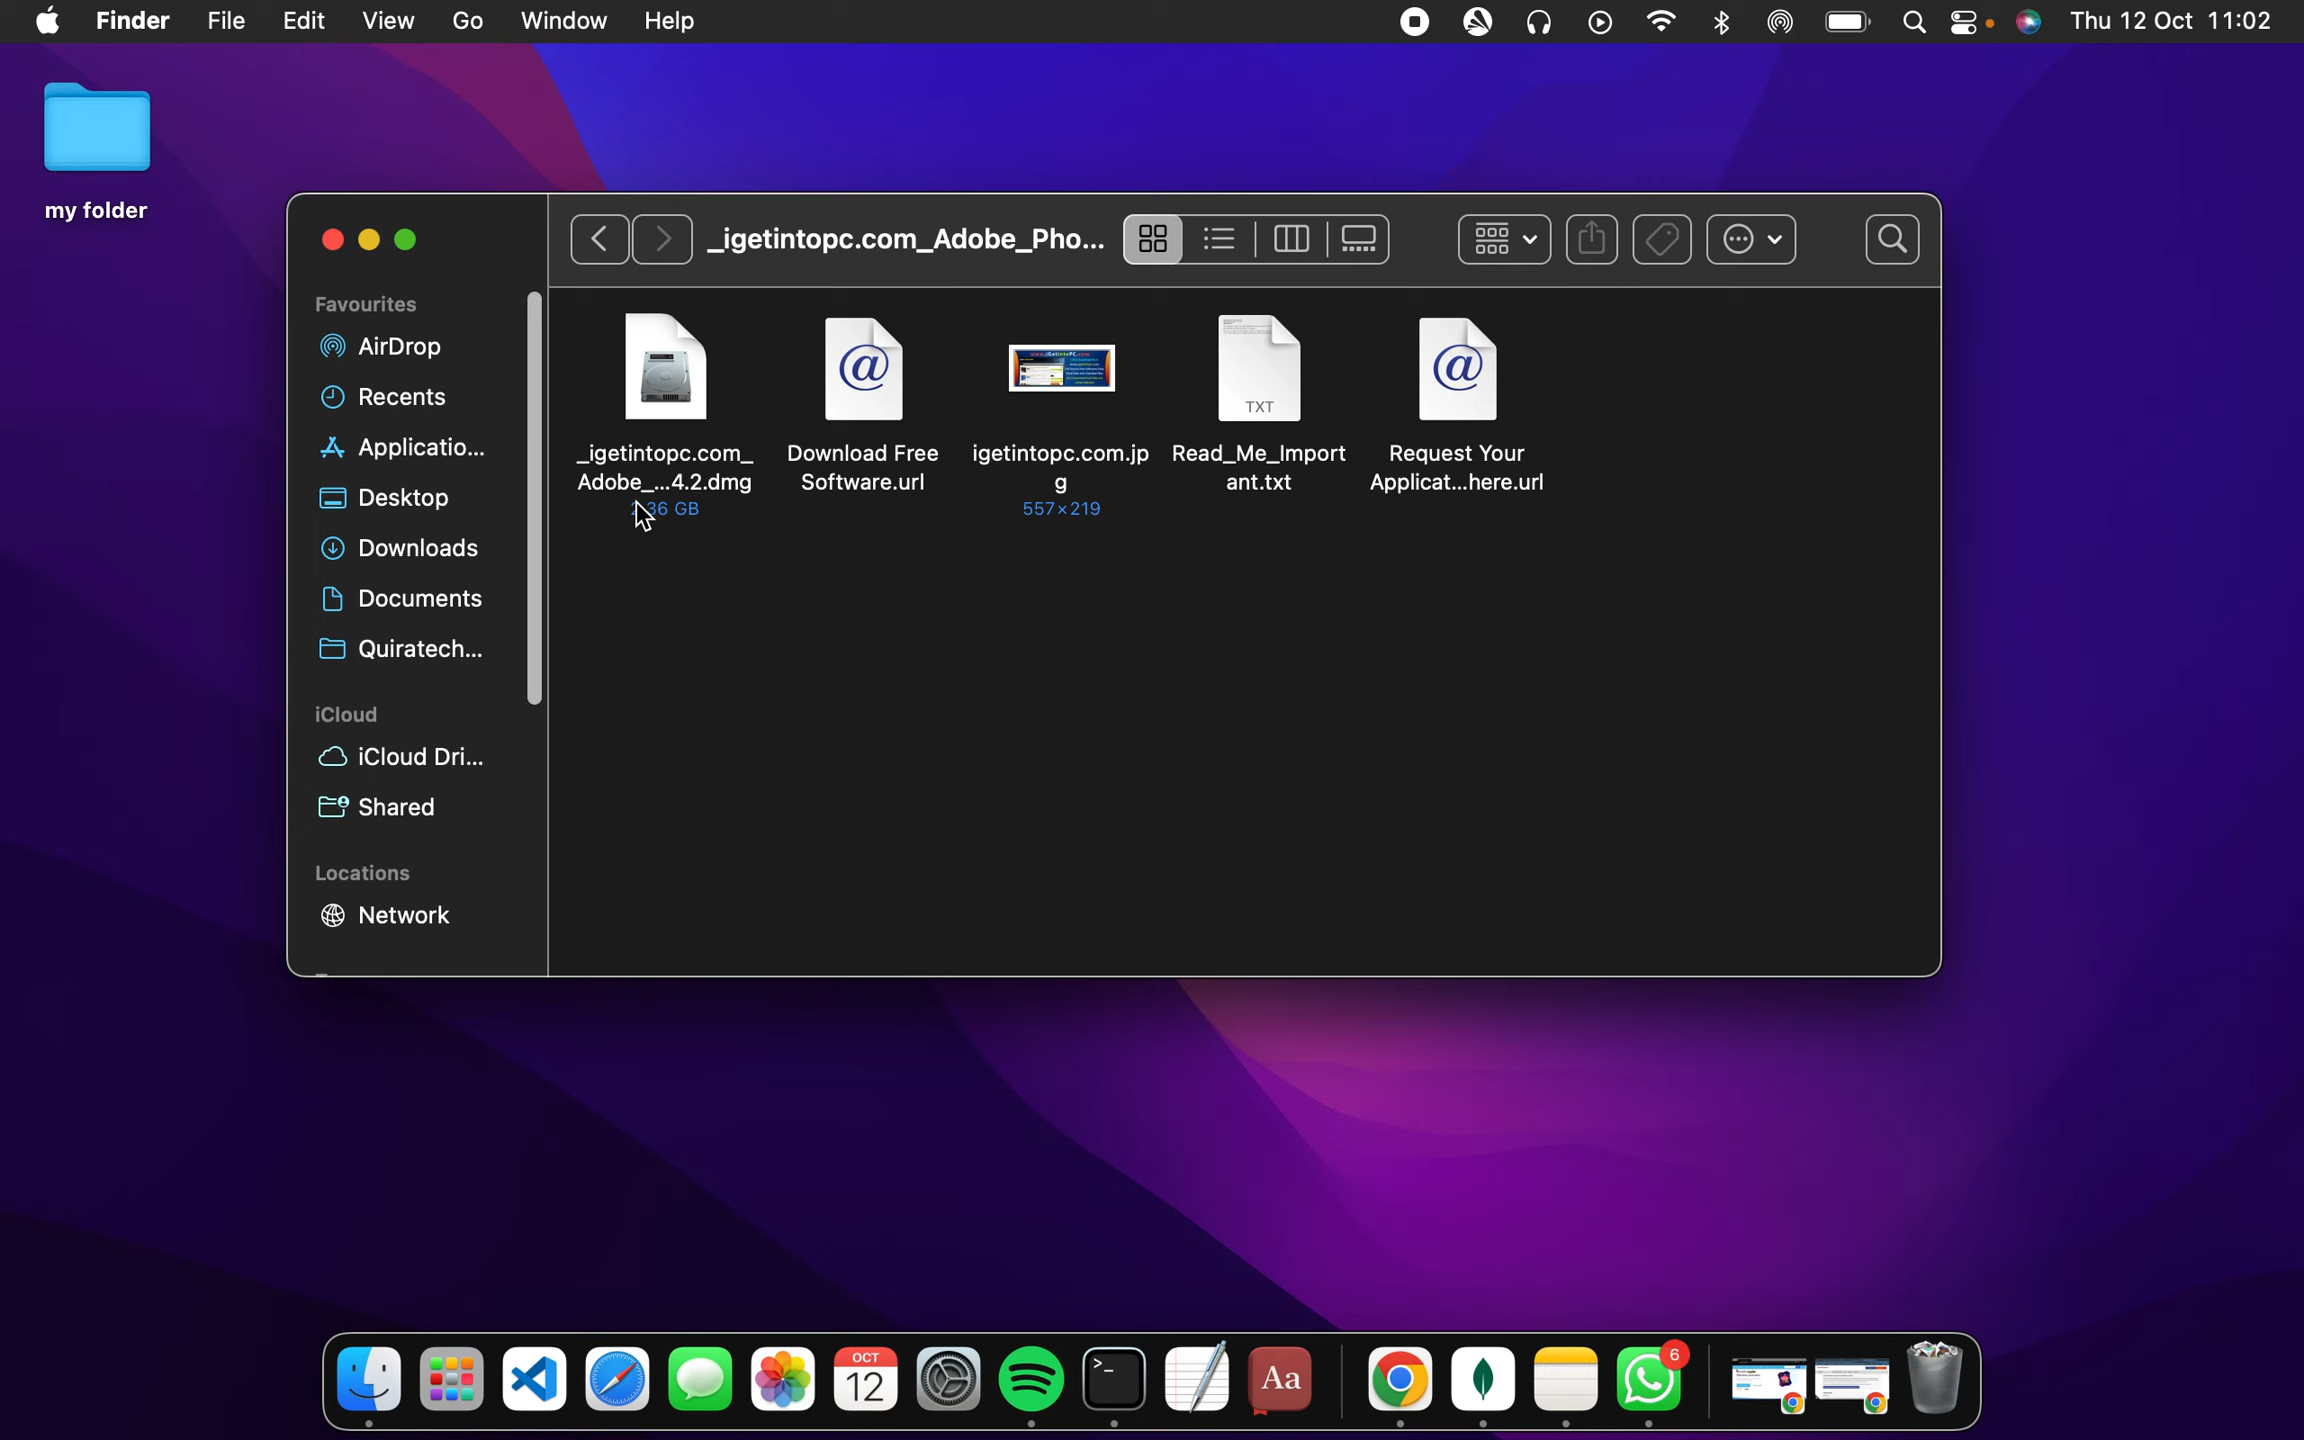 Finder File Edit View Go Window Help Thu 12 Oct 11:02
my folder
_igetintopc.com_Adobe_Pho...
Favourites
AirDrop
Recents
Applicatio...
Desktop
Downloads
Documents
Quiratech...
iCloud
iCloud Dri...
Shared
Locations
Network
_igetintopc.com_
Adobe_...4.2.dmg
36 GB
Download Free
Software.url
igetintopc.com.jp
g
557×219
TXT
Read_Me_Import
ant.txt
Request Your
Applicat...here.url
OCT
12
Aa
6